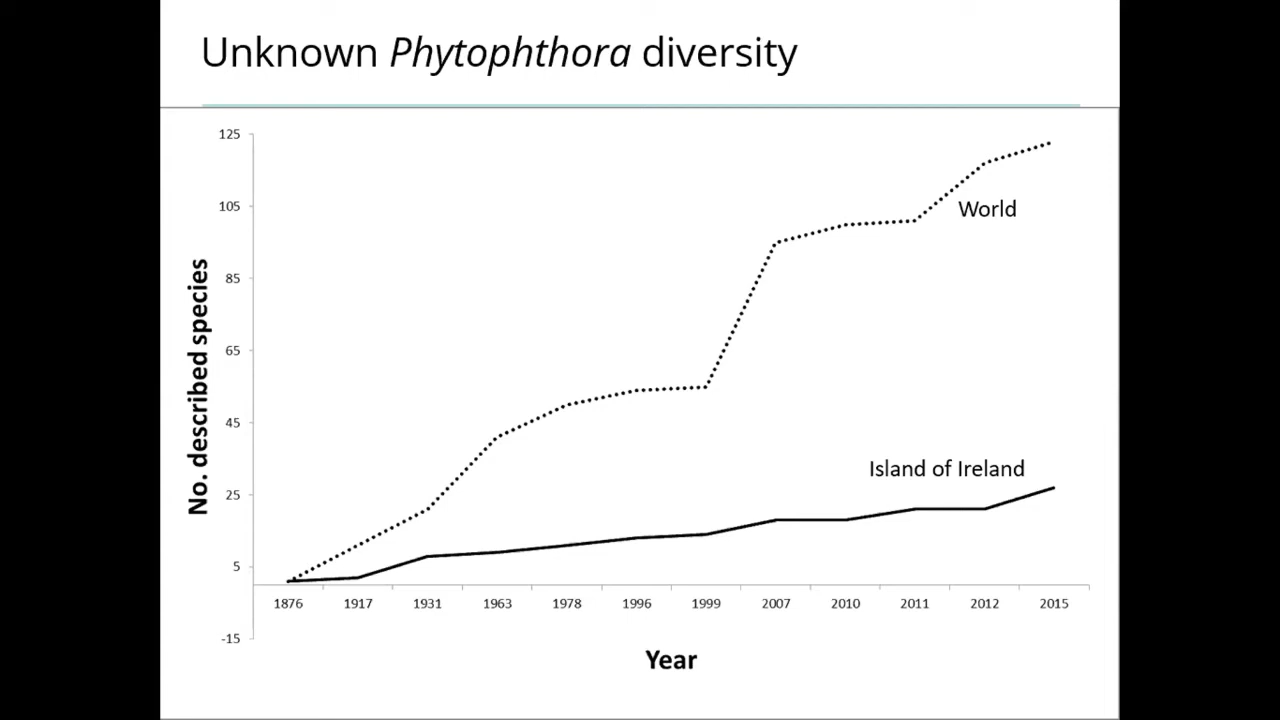 Unknown Phytophthora diversity
125
105
85
65
45
25
5
-15
No. described species
World
Island of Ireland
1876 1917 1931 1963 1978 1996 1999 2007 2010 2011 2012 2015
Year